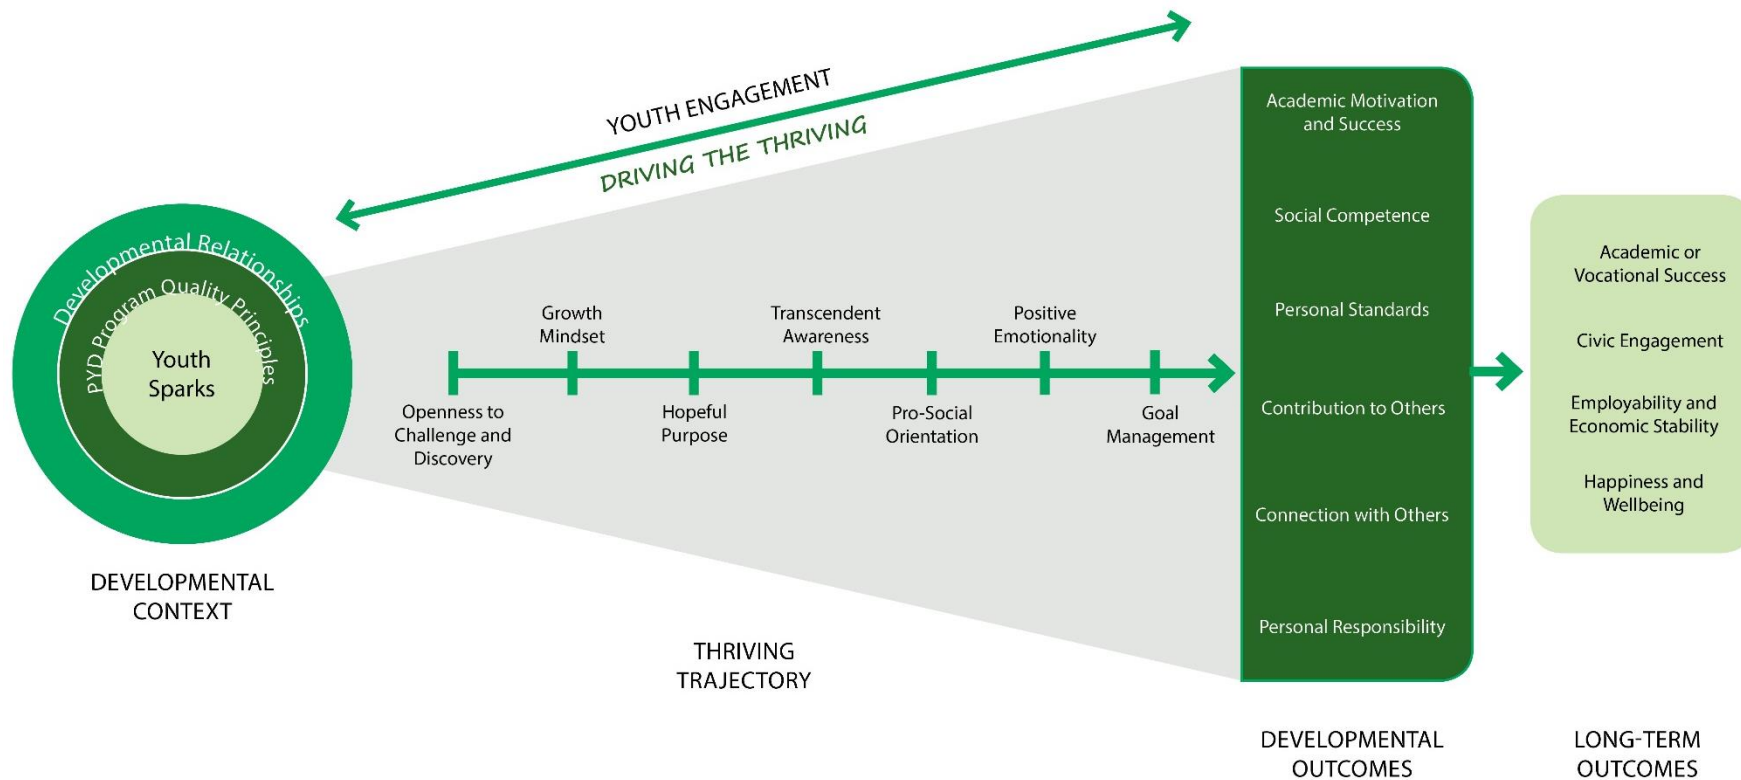 YOUTH ENGAGEMENT
DRIVING THE THRIVING
Developmental Relationships
PYD Program Quality Principles
Youth
Sparks
DEVELOPMENTAL
CONTEXT
Growth
Mindset
Transcendent
Awareness
Positive
Emotionality
Openness to
Challenge and
Discovery
Hopeful
Purpose
Pro-Social
Orientation
Goal
Management
THRIVING
TRAJECTORY
Academic Motivation
and Success
Social Competence
Personal Standards
Contribution to Others
Connection with Others
Personal Responsibility
DEVELOPMENTAL
OUTCOMES
Academic or
Vocational Success
Civic Engagement
Employability and
Economic Stability
Happiness and
Wellbeing
LONG-TERM
OUTCOMES